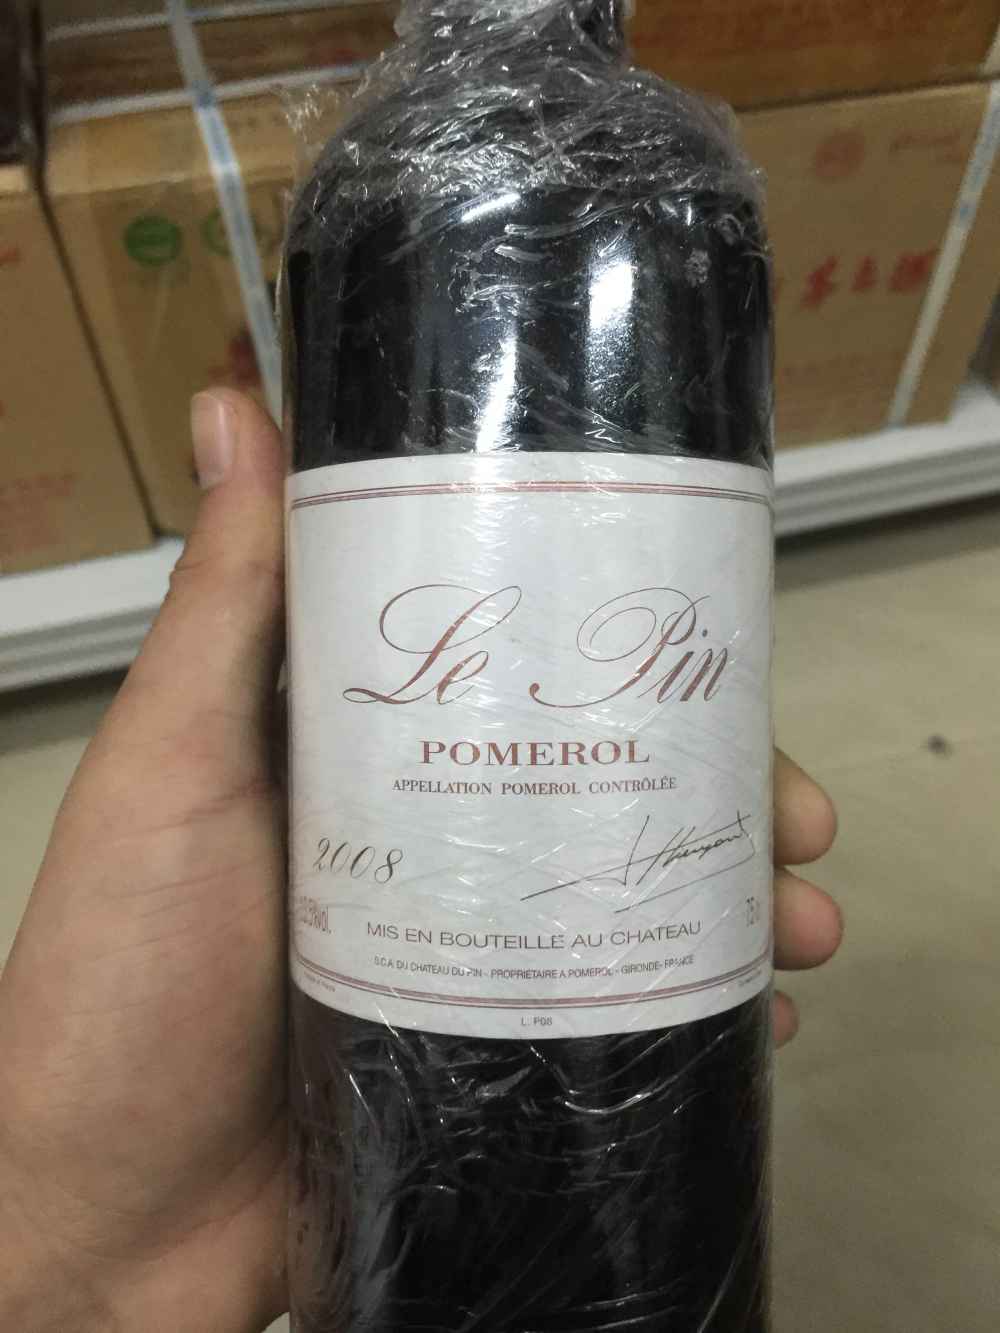 Le Pin
POMEROL
APPELLATION POMEROL CONTRÔLÉE
2008
MIS EN BOUTEILLE AU CHATEAU
S.C.A. DU CHATEAU DU PIN - PROPRIÉTAIRE A POMEROL - GIRONDE - FRANCE
L. P08